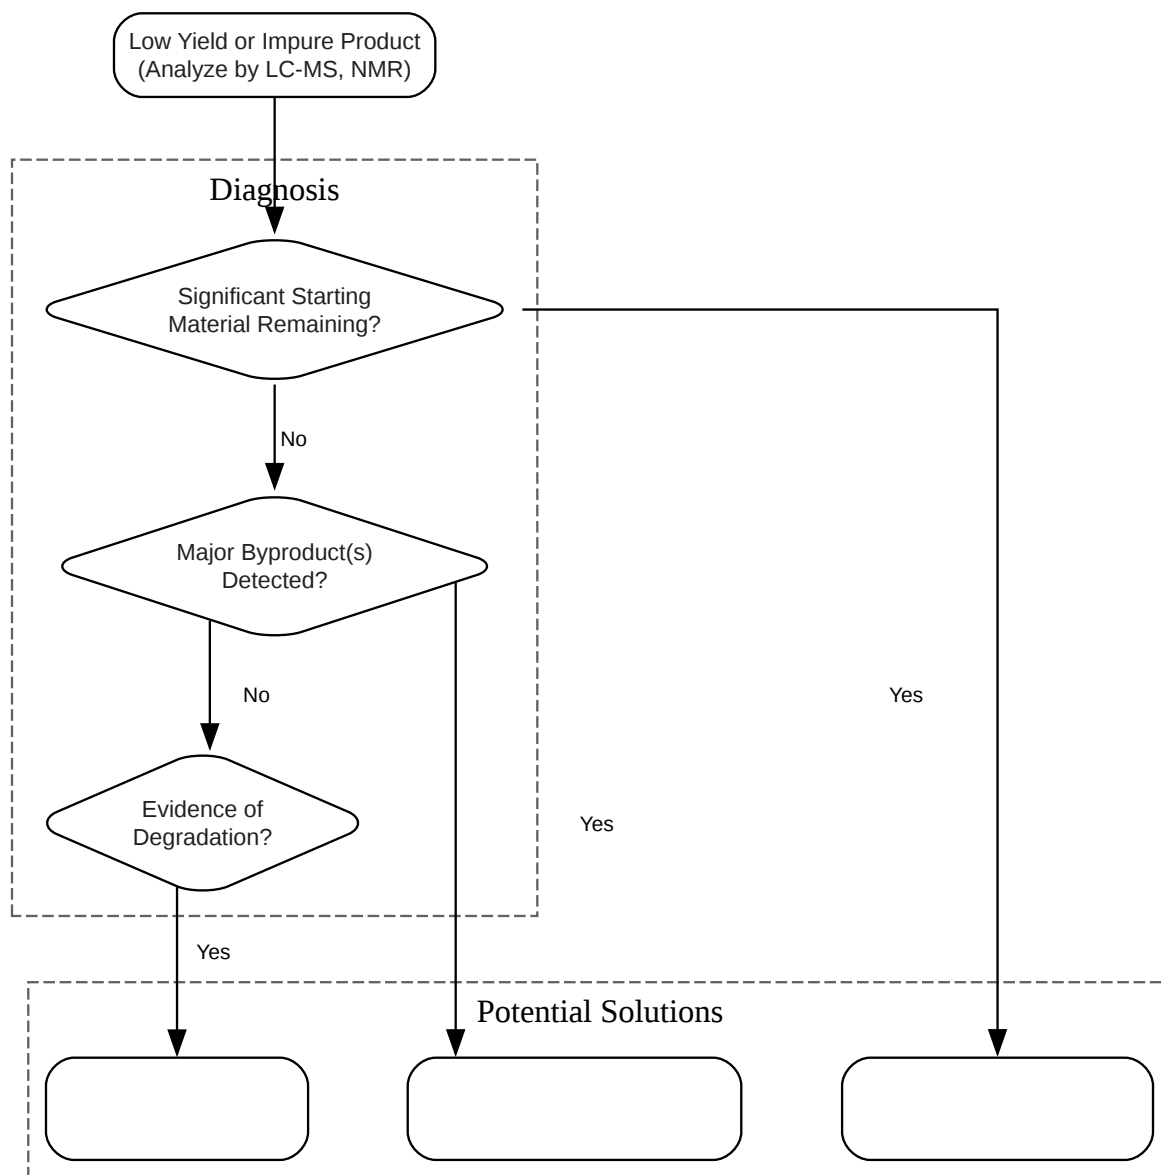 Low Yield or Impure Product
(Analyze by LC-MS, NMR)
Diagnosis
Significant Starting
Material Remaining?
No
Major Byproduct(s)
Detected?
No
Yes
Evidence of
Degradation?
Yes
Yes
Potential Solutions